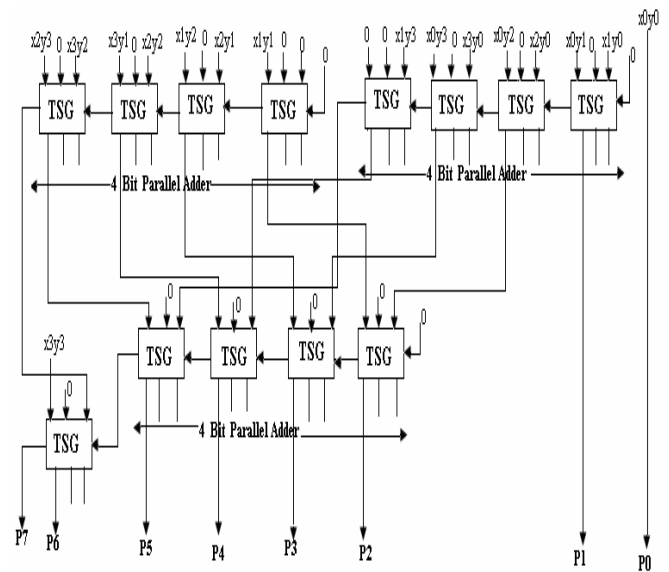 x0y0
x2y3 0 x3y2 x3y1 0 x2y2 x1y2 0 x2y1 x1y1 0 0 0 0 0 x1y3 x0y3 0 x3y0 x0y2 0 x2y0 x0y1 0 x1y0 0
TSG TSG TSG TSG TSG TSG TSG TSG
4 Bit Parallel Adder 4 Bit Parallel Adder
0 0 0 0 0
x3y3 TSG TSG TSG TSG
0
TSG 4 Bit Parallel Adder
P7 P6 P5 P4 P3 P2 P1 P0